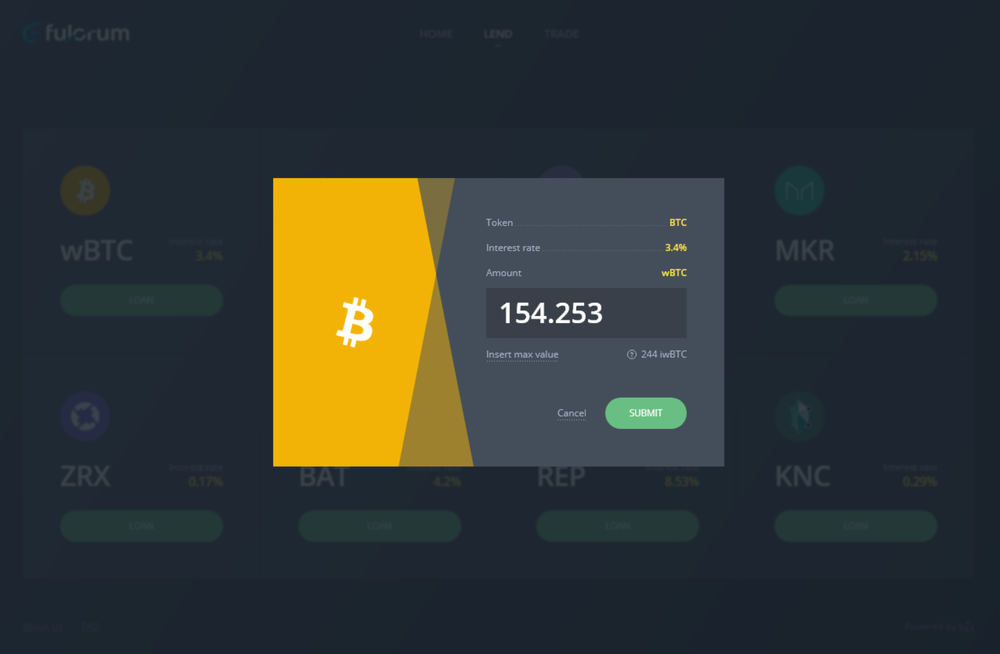 fulcrum
HOME LEND TRADE
Token BTC
Interest rate 3.4%
Amount wBTC
154.253
Insert max value 244 iwBTC
Cancel SUBMIT
wBTC Interest rate 3.4%
LOAN
MKR Interest rate 2.15%
LOAN
ZRX Interest rate 0.17%
LOAN
BAT Interest rate 4.2%
LOAN
REP Interest rate 8.53%
LOAN
KNC Interest rate 0.29%
LOAN
Powered by